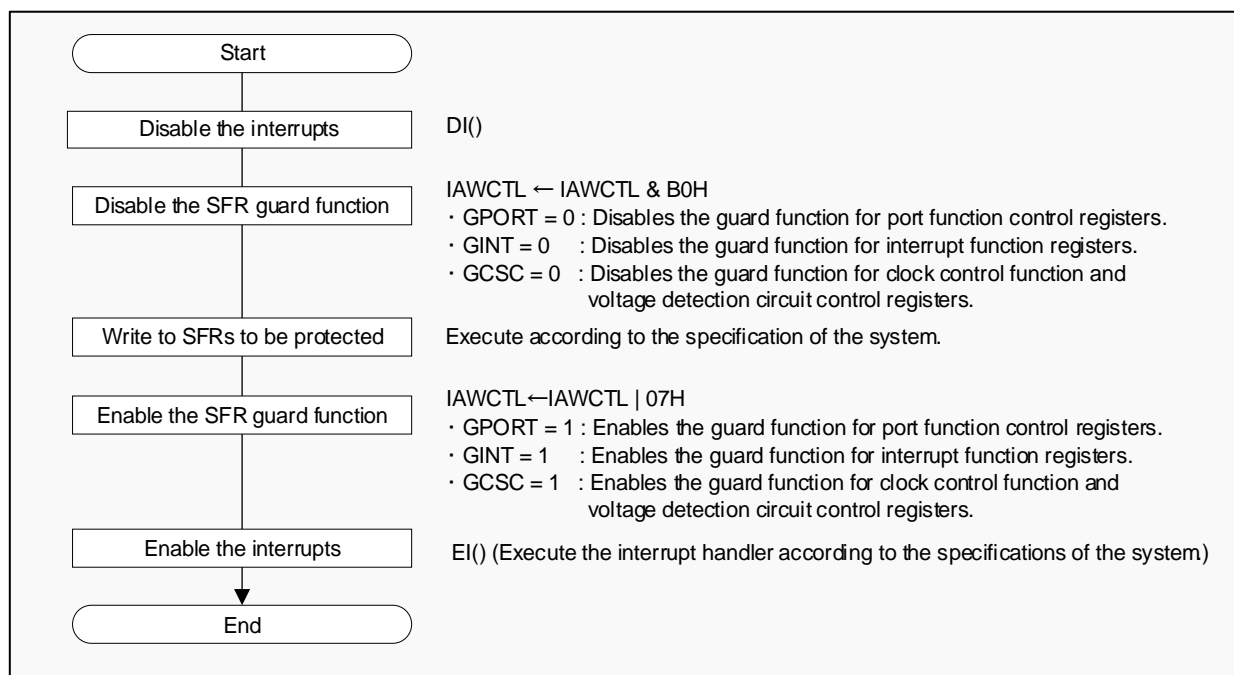 Start
Disable the interrupts DI()
Disable the SFR guard function IAWCTL ← IAWCTL & B0H
・GPORT = 0 : Disables the guard function for port function control registers.
・GINT = 0 : Disables the guard function for interrupt function registers.
・GCSC = 0 : Disables the guard function for clock control function and
voltage detection circuit control registers.
Write to SFRs to be protected Execute according to the specification of the system.
Enable the SFR guard function IAWCTL←IAWCTL | 07H
・GPORT = 1 : Enables the guard function for port function control registers.
・GINT = 1 : Enables the guard function for interrupt function registers.
・GCSC = 1 : Enables the guard function for clock control function and
voltage detection circuit control registers.
Enable the interrupts EI() (Execute the interrupt handler according to the specifications of the system.)
End